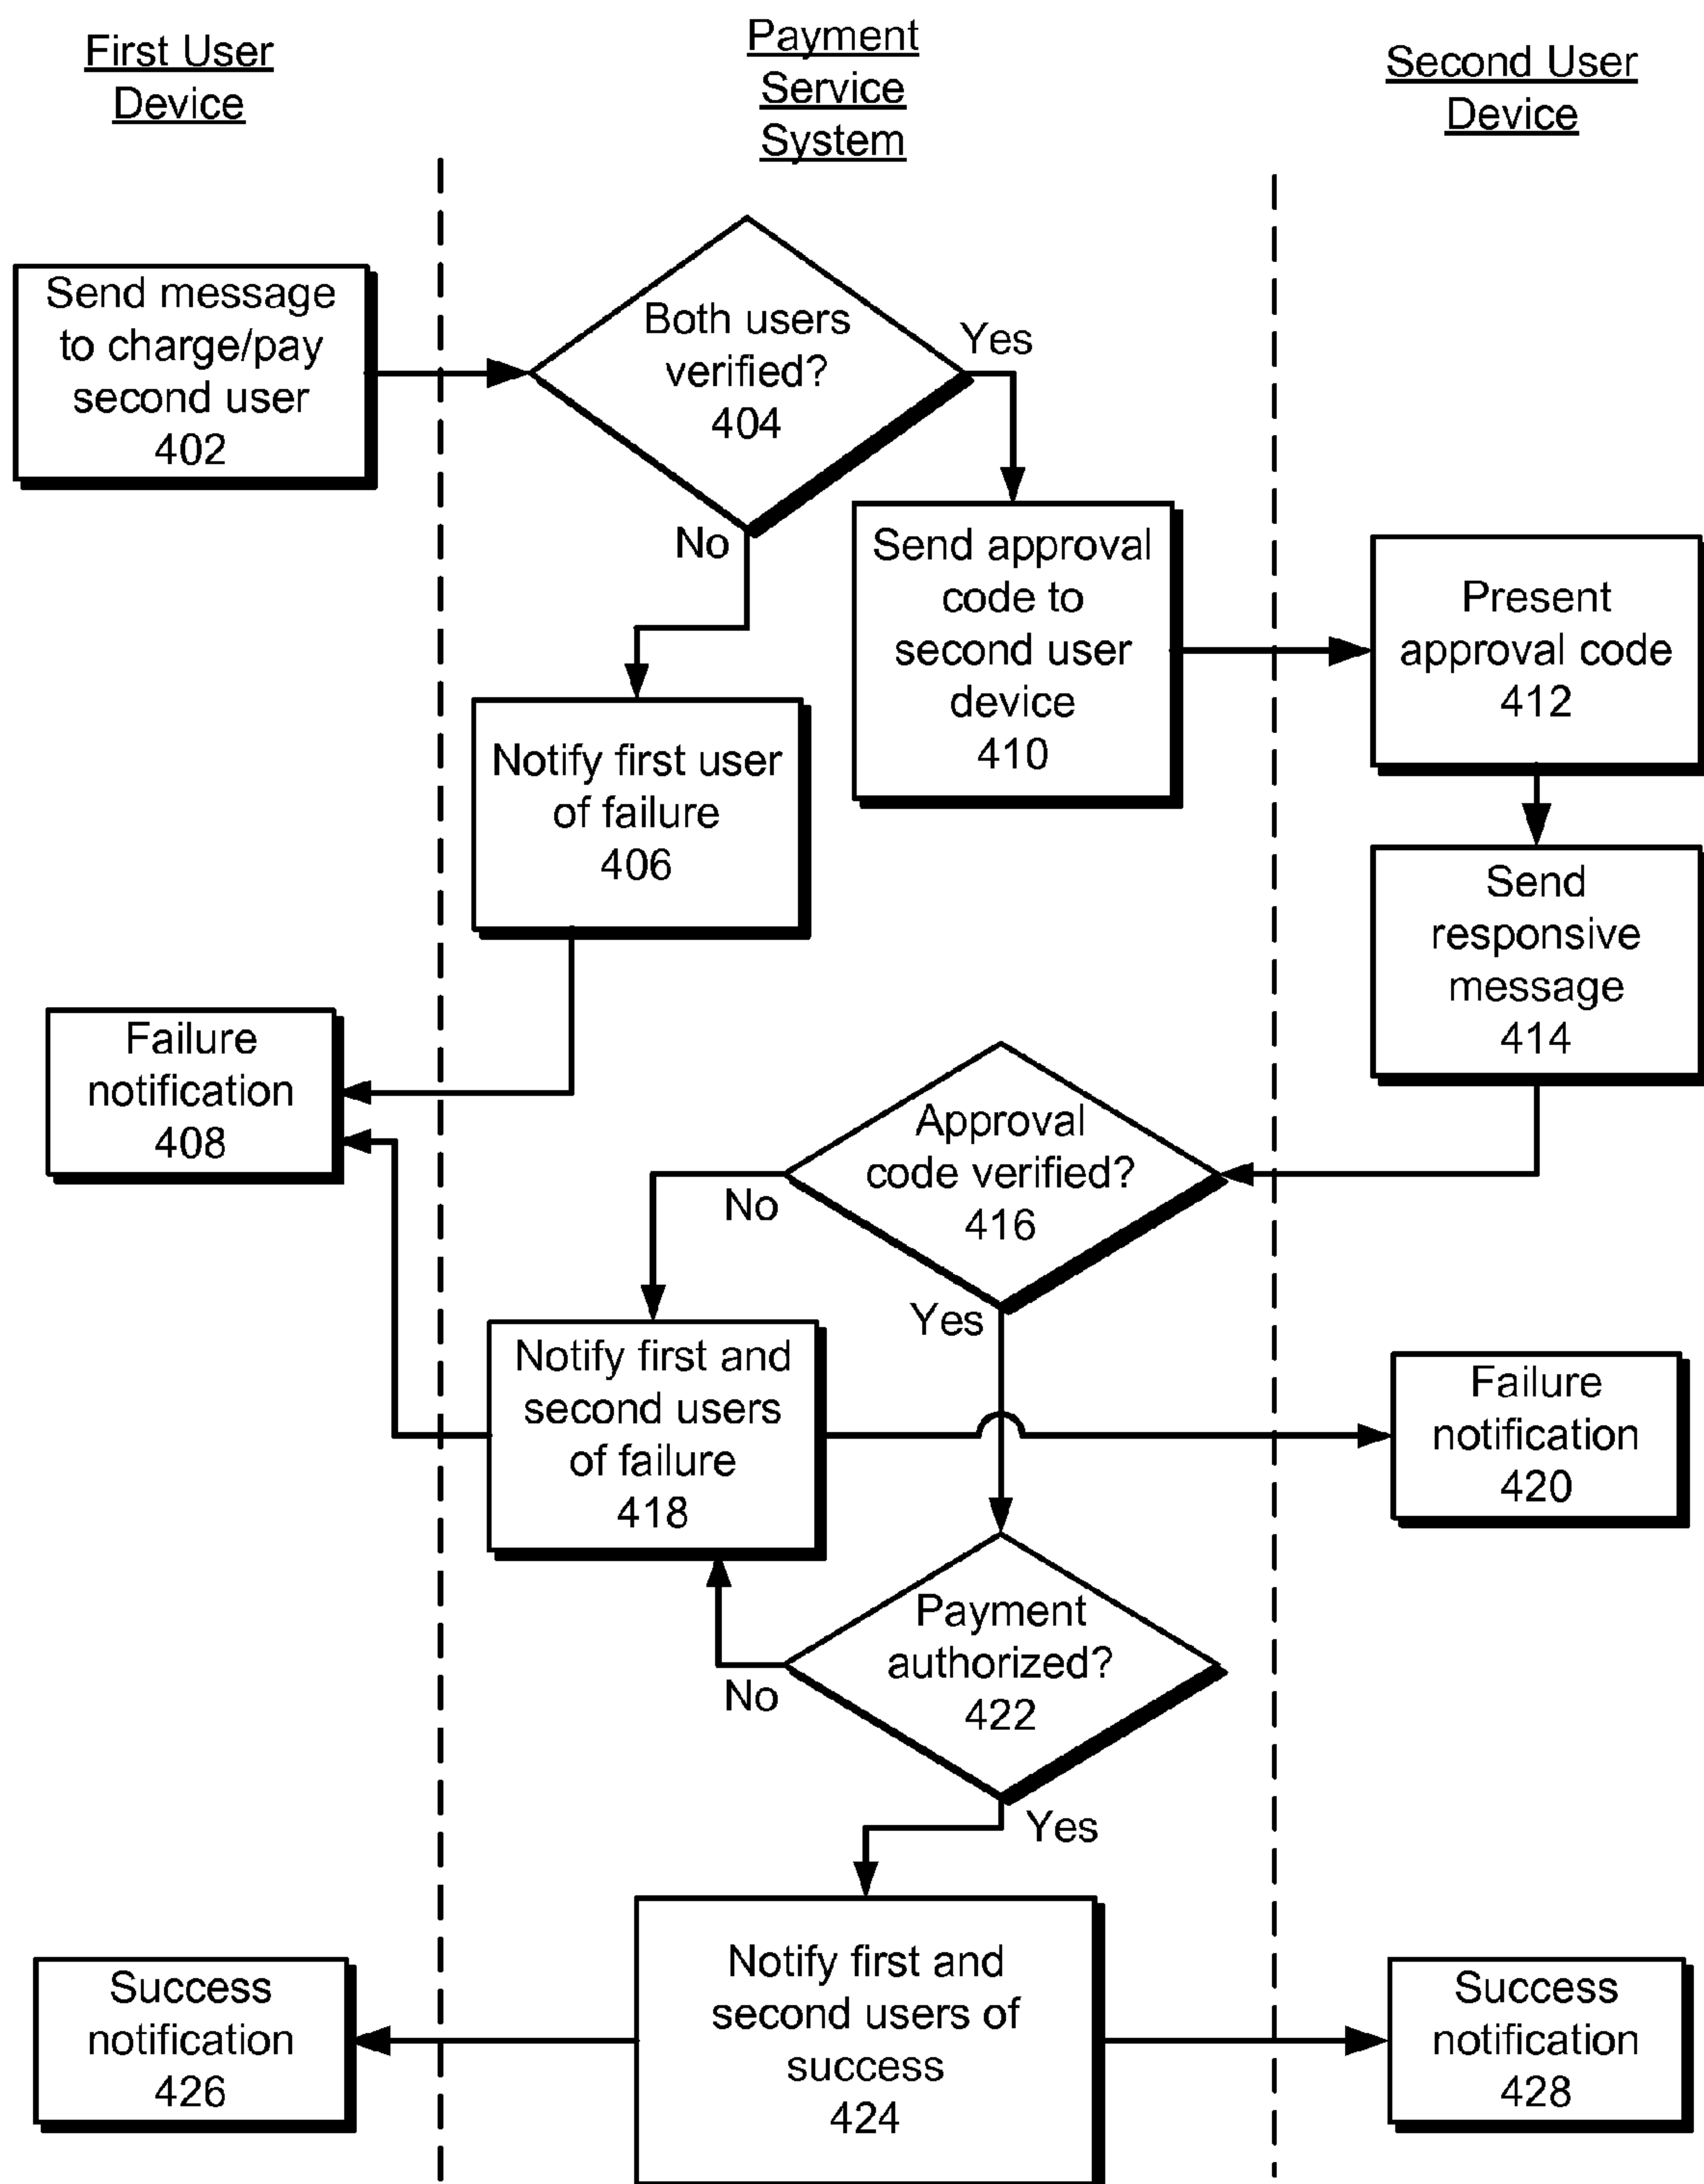 First User
Device
Payment
Service
System
Second User
Device
Send message
to charge/pay
second user
402
Both users
verified?
404
Yes
No
Send approval
code to
second user
device
410
Present
approval code
412
Notify first user
of failure
406
Send
responsive
message
414
Failure
notification
408
Approval
code verified?
416
No
Yes
Notify first and
second users
of failure
418
Failure
notification
420
Payment
authorized?
422
No
Yes
Notify first and
second users of
success
424
Success
notification
426
Success
notification
428